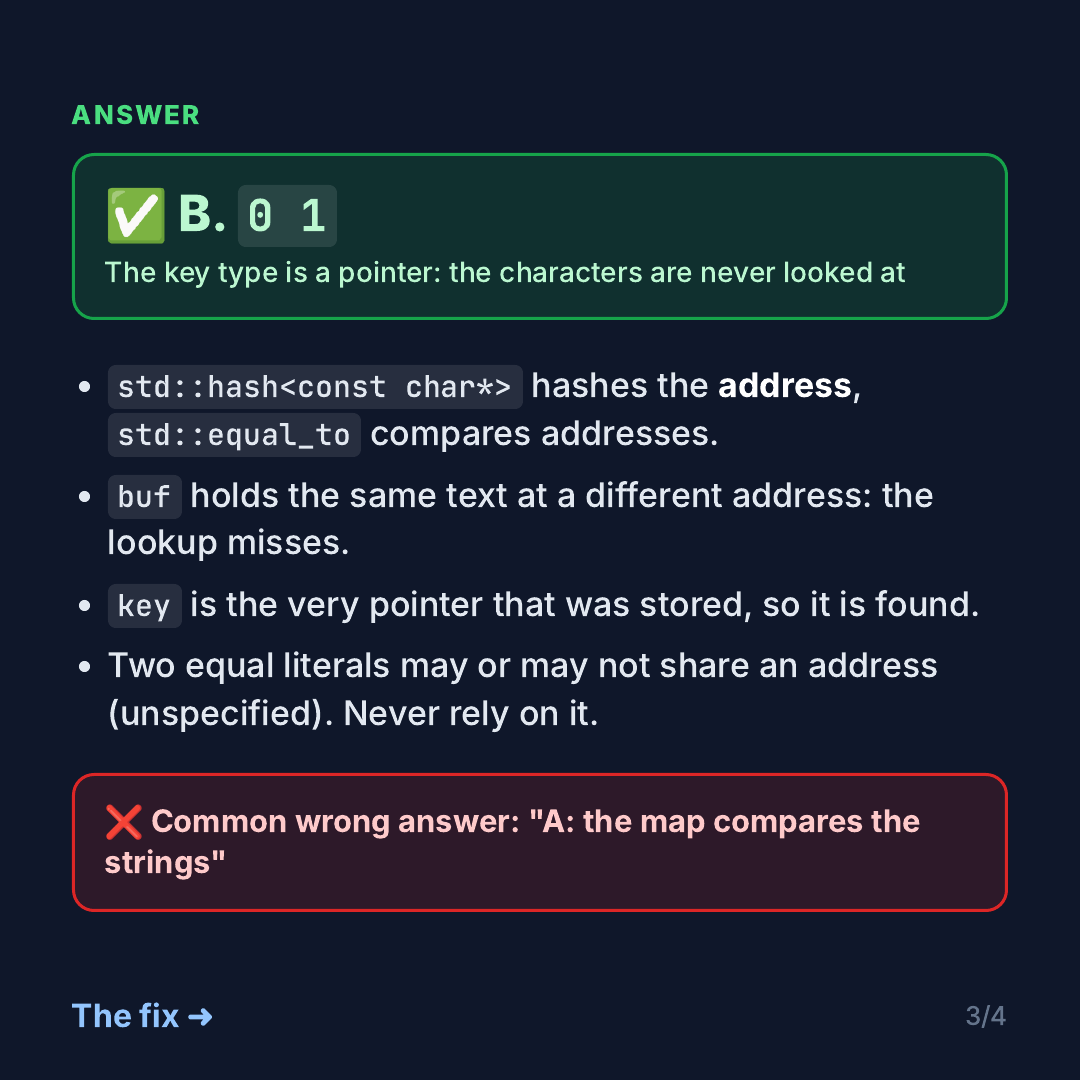 ANSWER
✅ B. 0 1
The key type is a pointer: the characters are never looked at
• std::hash<const char*> hashes the address,
std::equal_to compares addresses.
• buf holds the same text at a different address: the
lookup misses.
• key is the very pointer that was stored, so it is found.
• Two equal literals may or may not share an address
(unspecified). Never rely on it.
❌ Common wrong answer: "A: the map compares the
strings"
The fix ➜
3/4